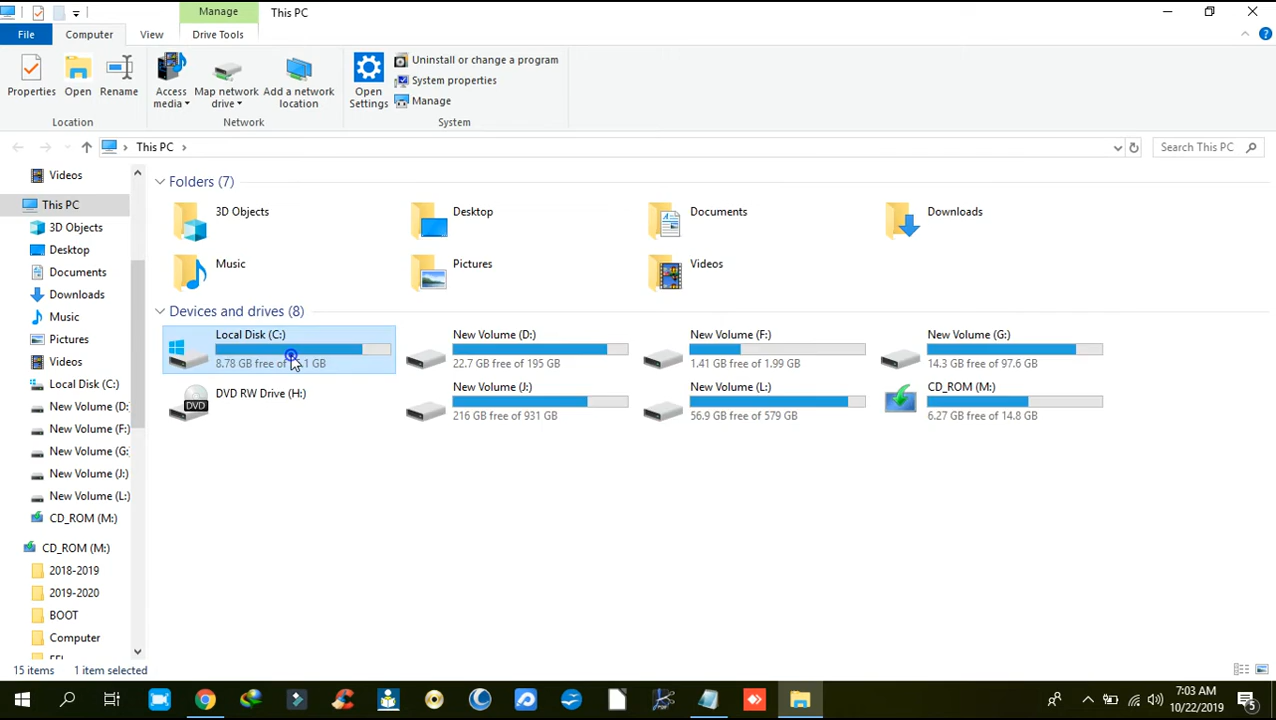 Manage
This PC
File
Computer
View
Drive Tools
Properties
Open
Rename
Access media
Map network drive
Add a network location
Open Settings
Uninstall or change a program
System properties
Manage
Location
Network
System
This PC
Search This PC
Videos
This PC
3D Objects
Desktop
Documents
Downloads
Music
Pictures
Videos
Local Disk (C:)
New Volume (D:
New Volume (F:
New Volume (G:
New Volume (J:)
New Volume (L:)
CD_ROM (M:)
CD_ROM (M:)
2018-2019
2019-2020
BOOT
Computer
Folders (7)
3D Objects
Desktop
Documents
Downloads
Music
Pictures
Videos
Devices and drives (8)
Local Disk (C:)
8.78 GB free of 1 GB
New Volume (D:)
22.7 GB free of 195 GB
New Volume (F:)
1.41 GB free of 1.99 GB
New Volume (G:)
14.3 GB free of 97.6 GB
DVD RW Drive (H:)
DVD
New Volume (J:)
216 GB free of 931 GB
New Volume (L:)
56.9 GB free of 579 GB
CD_ROM (M:)
6.27 GB free of 14.8 GB
15 items
1 item selected
7:03 AM
10/22/2019
5